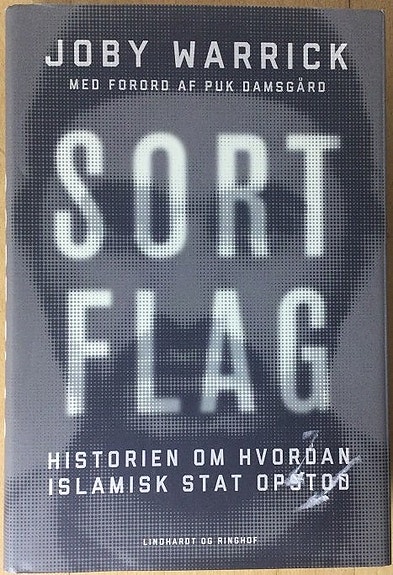 JOBY WARRICK
MED FORORD AF PUK DAMSGÅRD
SORT
FLAG
HISTORIEN OM HVORDAN
ISLAMISK STAT OPSTOD
LINDHARDT OG RINGHOF